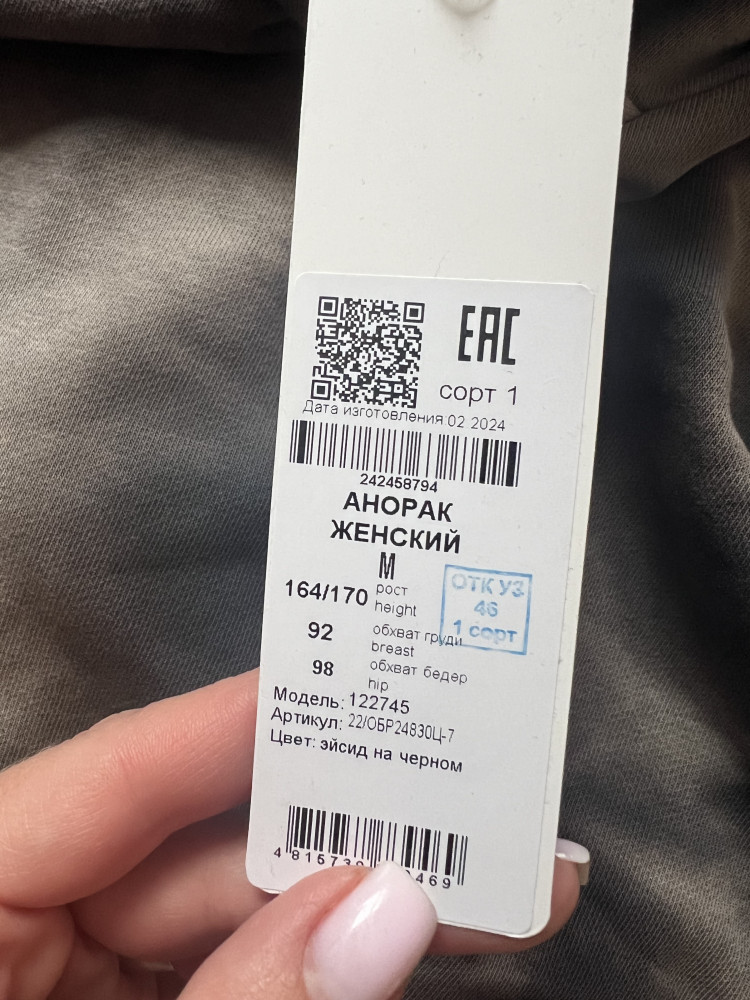 EAC
сорт 1
Дата изготовления:02 2024
242458794
АНОРАК
ЖЕНСКИЙ
M
164/170 рост
height
92 обхват груди
breast
98 обхват бедер
hip
ОТК УЗ
46
1 сорт
Модель: 122745
Артикул: 22/ОБР24830Ц-7
Цвет: эйсид на черном